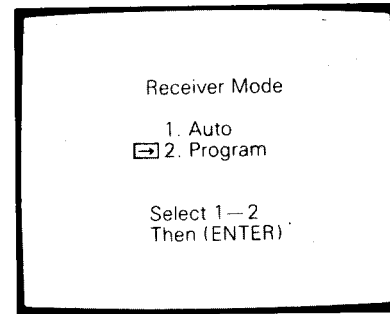 Receiver Mode
1. Auto
→ 2. Program
Select 1–2
Then (ENTER)